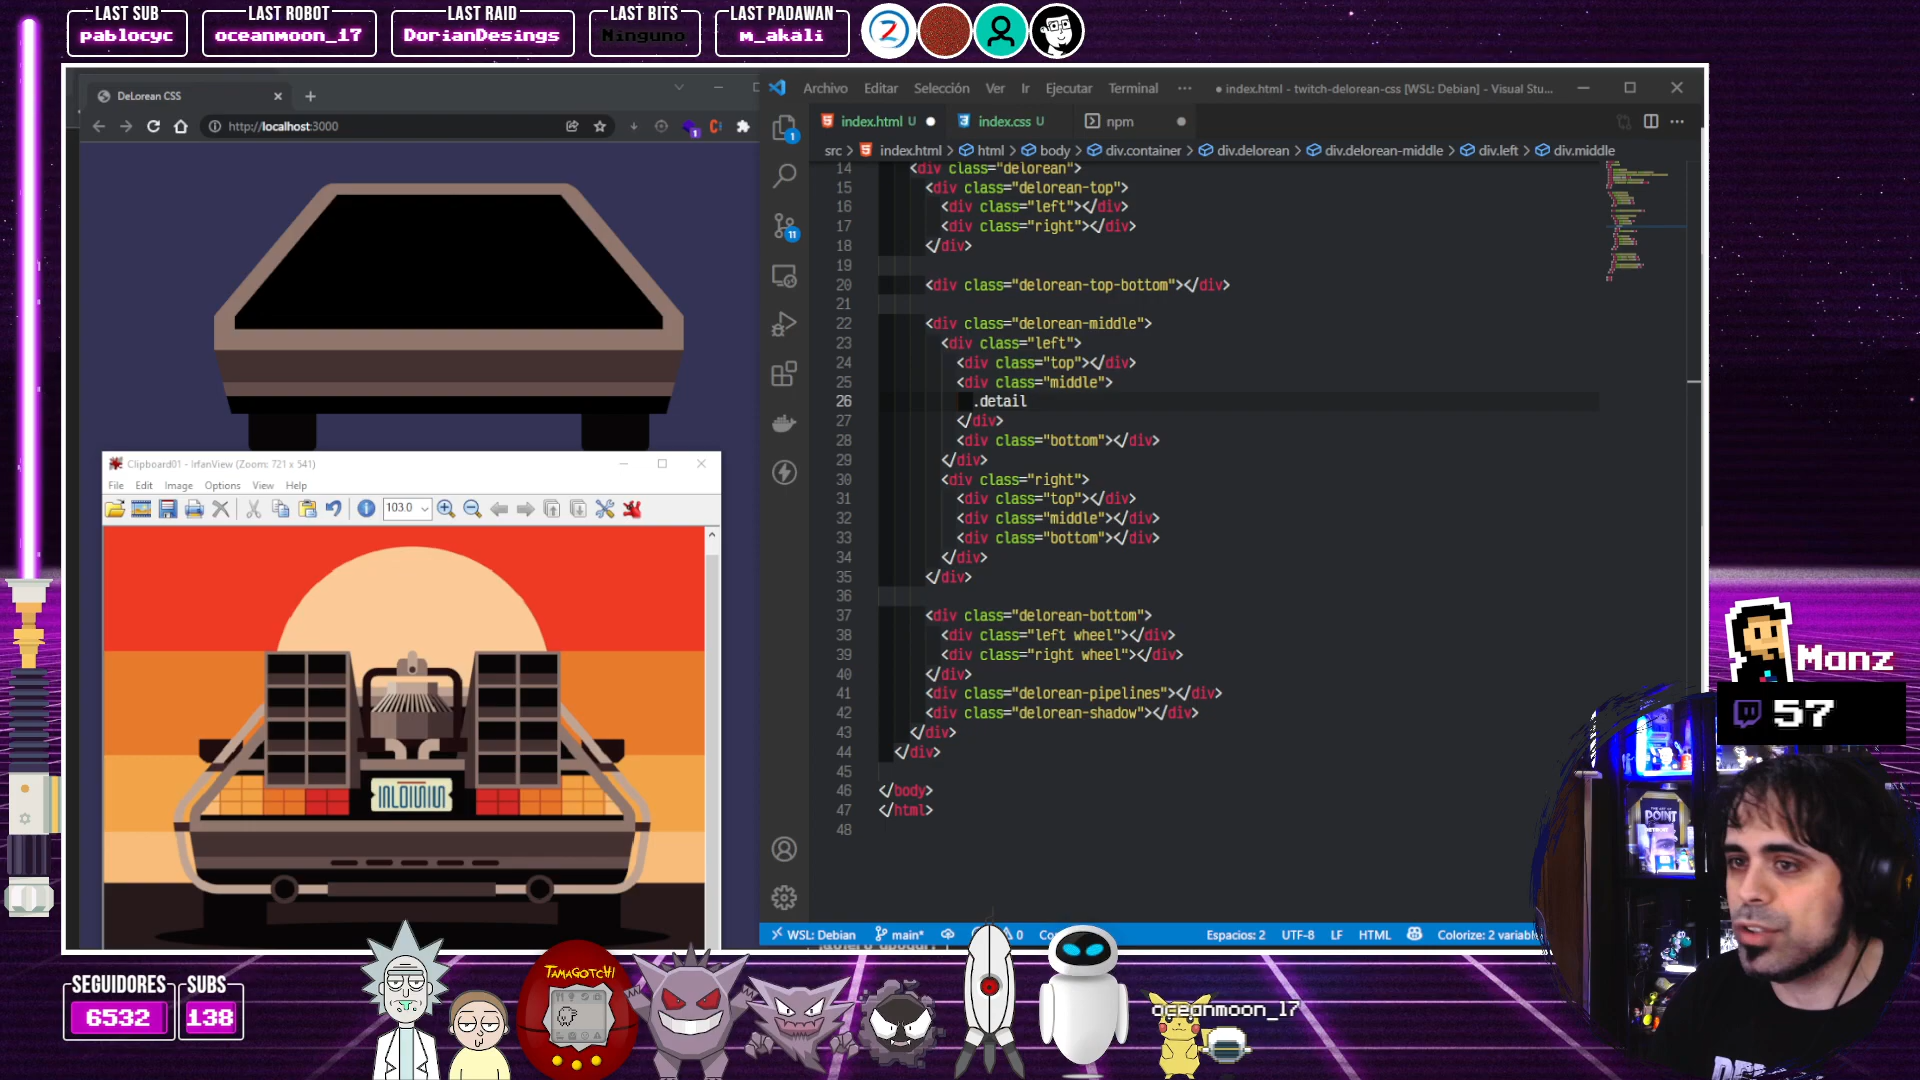 LAST SUB
pablocyc
LAST ROBOT
oceanmoon_17
LAST RAID
DorianDesings
LAST BITS
Ninguno
LAST PADAWAN
m_akali
DeLorean CSS
http://localhost:3000
Archivo Editar Selección Ver Ir Ejecutar Terminal ···
● index.html - twitch-delorean-css [WSL: Debian] - Visual Stu...
index.html U
index.css U
npm
src > index.html > html > body > div.container > div.delorean > div.delorean-middle > div.left > div.middle
14 <div class="delorean">
15 <div class="delorean-top">
16 <div class="left"></div>
17 <div class="right"></div>
18 </div>
19
20 <div class="delorean-top-bottom"></div>
21
22 <div class="delorean-middle">
23 <div class="left">
24 <div class="top"></div>
25 <div class="middle">
26 .detail
27 </div>
28 <div class="bottom"></div>
29 </div>
30 <div class="right">
31 <div class="top"></div>
32 <div class="middle"></div>
33 <div class="bottom"></div>
34 </div>
35 </div>
36
37 <div class="delorean-bottom">
38 <div class="left wheel"></div>
39 <div class="right wheel"></div>
40 </div>
41 <div class="delorean-pipelines"></div>
42 <div class="delorean-shadow"></div>
43 </div>
44 </div>
45
46 </body>
47 </html>
48
1
11
1
Clipboard01 - IrfanView (Zoom: 721 x 541)
File Edit Image Options View Help
103.0
WSL: Debian
main*
0
Espacios: 2
UTF-8
LF
HTML
Colorize: 2 variabl
Manz
57
THE ART OF
POINT
SEGUIDORES
6532
SUBS
138
TAMAGOTCHI
oceanmoon_17